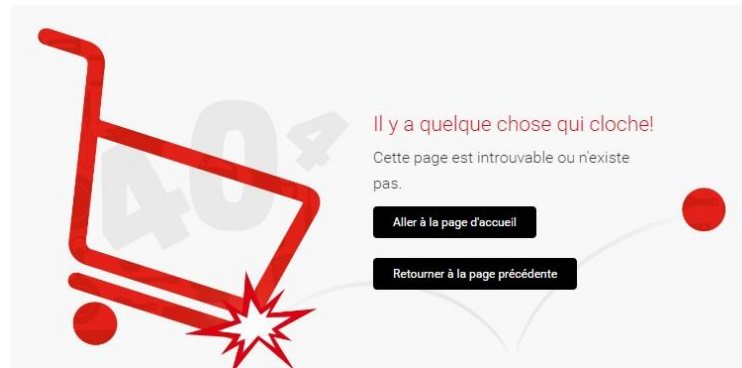 404
Il y a quelque chose qui cloche!
Cette page est introuvable ou n'existe
pas.
Aller à la page d'accueil
Retourner à la page précédente